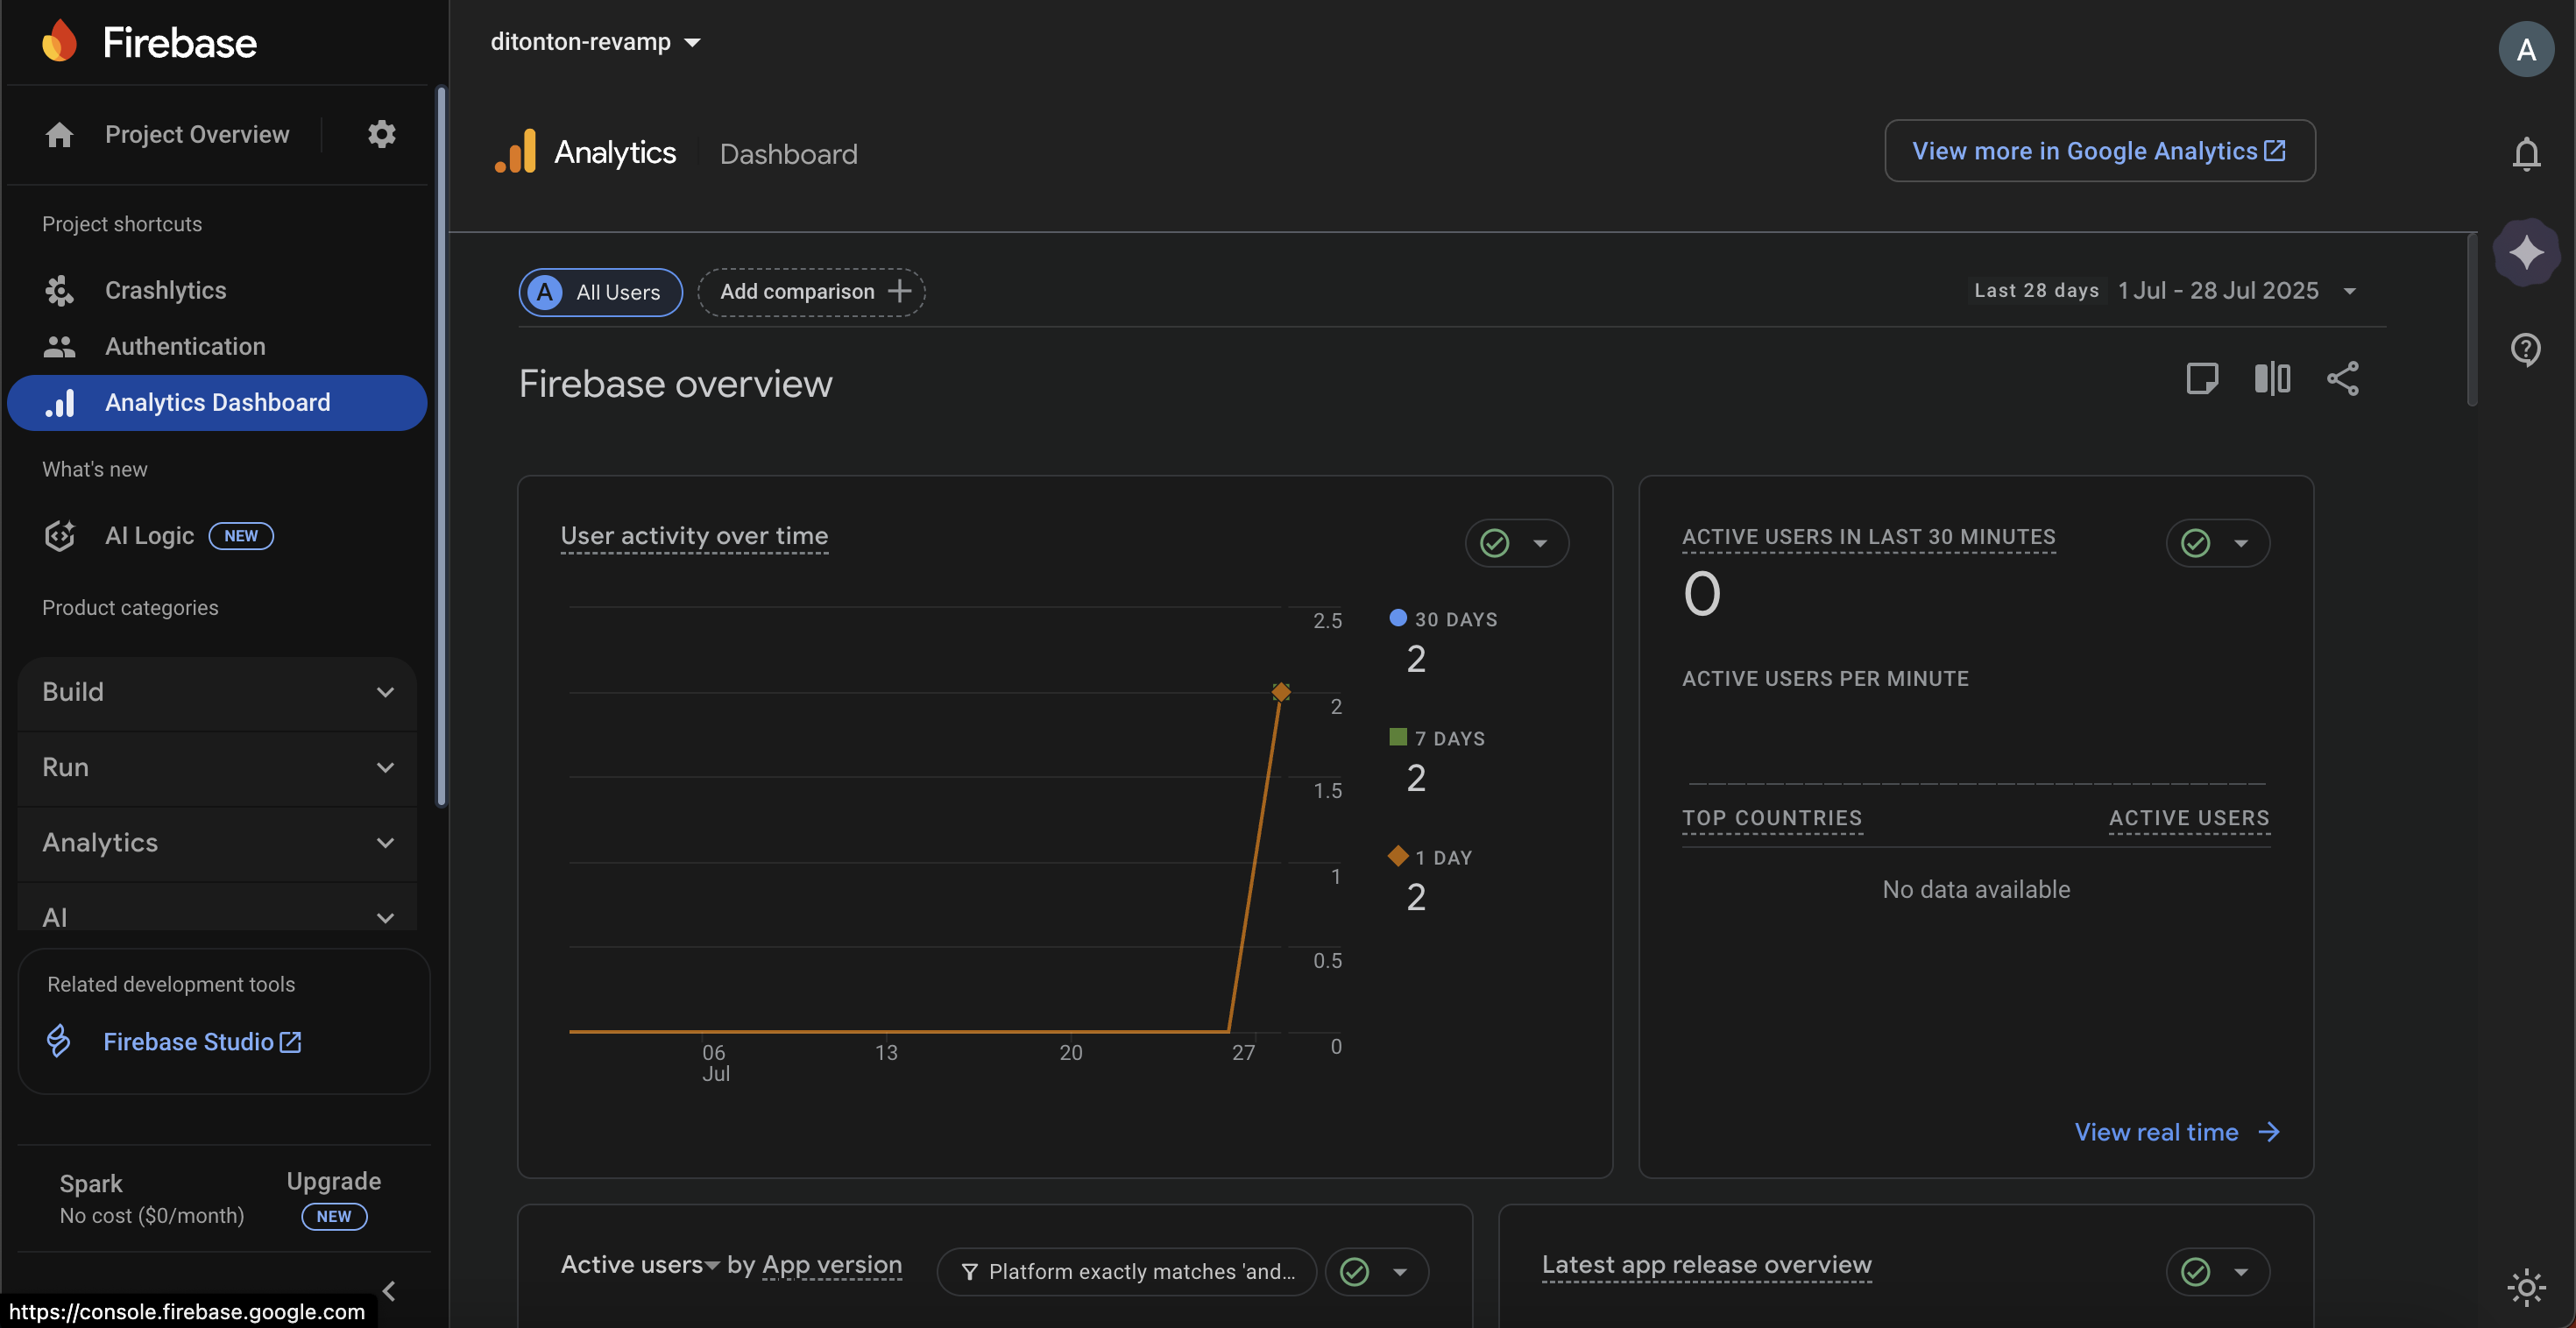 Firebase
Project Overview
Project shortcuts
Crashlytics
Authentication
Analytics Dashboard
What's new
AI Logic NEW
Product categories
Build
Run
Analytics
AI
Related development tools
Firebase Studio
Spark
No cost ($0/month)
Upgrade
NEW
https://console.firebase.google.com
ditonton-revamp
A
Analytics Dashboard
View more in Google Analytics
A All Users
Add comparison
Last 28 days 1 Jul - 28 Jul 2025
Firebase overview
User activity over time
2.5
2
1.5
1
0.5
0
06
Jul
13
20
27
30 DAYS
2
7 DAYS
2
1 DAY
2
ACTIVE USERS IN LAST 30 MINUTES
0
ACTIVE USERS PER MINUTE
TOP COUNTRIES ACTIVE USERS
No data available
View real time
Active users by App version
Platform exactly matches 'and...
Latest app release overview